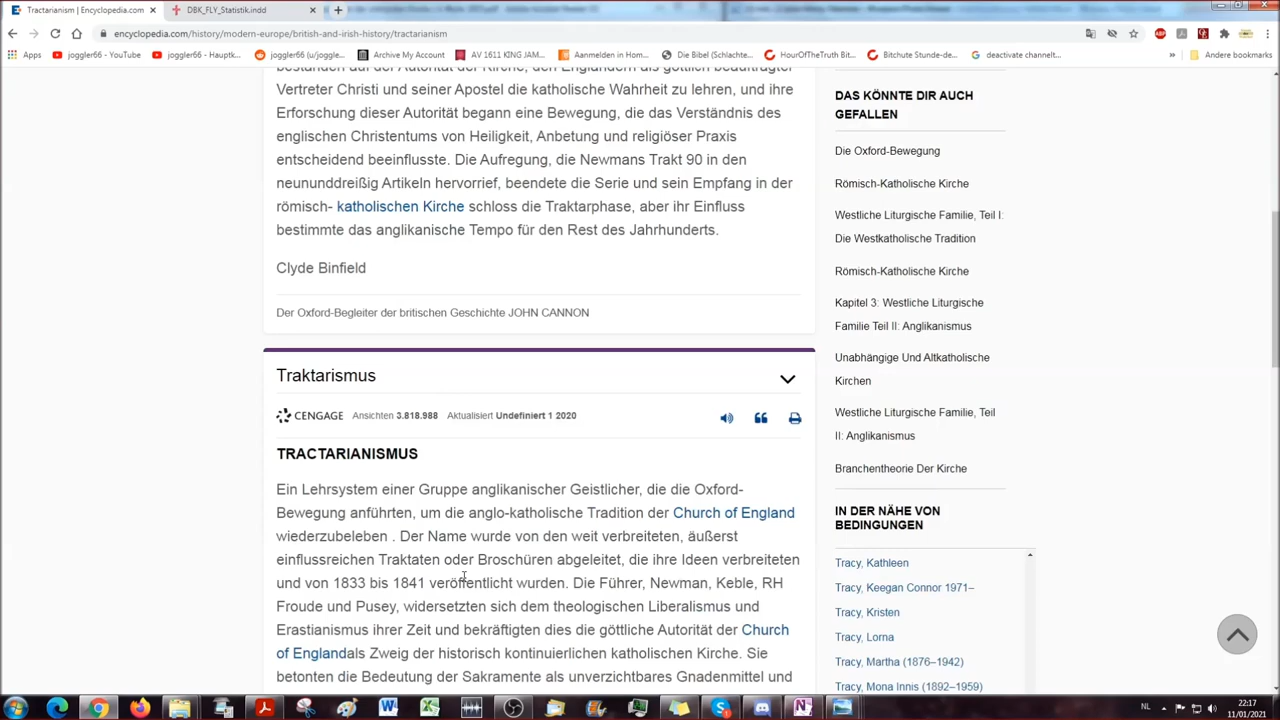 Tractarianism | Encyclopedia.com
DBK_FLY_Statistik.indd
encyclopedia.com/history/modern-europe/british-and-irish-history/tractarianism
Apps
joggler66 - YouTube
joggler66 - Hauptk...
joggler66 (u/joggle...
Archive My Account
AV 1611 KING JAM...
Aanmelden in Hom...
Die Bibel (Schlachte...
HourOfTheTruth Bit...
Bitchute Stunde-de...
deactivate channel...
»
Andere bookmarks
bestanden auf der Autorität der Kirche, den Engländern als göttlich beauftragter
Vertreter Christi und seiner Apostel die katholische Wahrheit zu lehren, und ihre
Erforschung dieser Autorität begann eine Bewegung, die das Verständnis des
englischen Christentums von Heiligkeit, Anbetung und religiöser Praxis
entscheidend beeinflusste. Die Aufregung, die Newmans Trakt 90 in den
neununddreißig Artikeln hervorrief, beendete die Serie und sein Empfang in der
römisch- katholischen Kirche schloss die Traktarphase, aber ihr Einfluss
bestimmte das anglikanische Tempo für den Rest des Jahrhunderts.
Clyde Binfield
Der Oxford-Begleiter der britischen Geschichte JOHN CANNON
Traktarismus
CENGAGE Ansichten 3.818.988 Aktualisiert Undefiniert 1 2020
TRACTARIANISMUS
Ein Lehrsystem einer Gruppe anglikanischer Geistlicher, die die Oxford-
Bewegung anführten, um die anglo-katholische Tradition der Church of England
wiederzubeleben . Der Name wurde von den weit verbreiteten, äußerst
einflussreichen Traktaten oder Broschüren abgeleitet, die ihre Ideen verbreiteten
und von 1833 bis 1841 veröffentlicht wurden. Die Führer, Newman, Keble, RH
Froude und Pusey, widersetzten sich dem theologischen Liberalismus und
Erastianismus ihrer Zeit und bekräftigten dies die göttliche Autorität der Church
of Englandals Zweig der historisch kontinuierlichen katholischen Kirche. Sie
betonten die Bedeutung der Sakramente als unverzichtbares Gnadenmittel und
DAS KÖNNTE DIR AUCH
GEFALLEN
Die Oxford-Bewegung
Römisch-Katholische Kirche
Westliche Liturgische Familie, Teil I:
Die Westkatholische Tradition
Römisch-Katholische Kirche
Kapitel 3: Westliche Liturgische
Familie Teil II: Anglikanismus
Unabhängige Und Altkatholische
Kirchen
Westliche Liturgische Familie, Teil
II: Anglikanismus
Branchentheorie Der Kirche
IN DER NÄHE VON
BEDINGUNGEN
Tracy, Kathleen
Tracy, Keegan Connor 1971–
Tracy, Kristen
Tracy, Lorna
Tracy, Martha (1876–1942)
Tracy, Mona Innis (1892–1959)
NL
22:17
11/01/2021